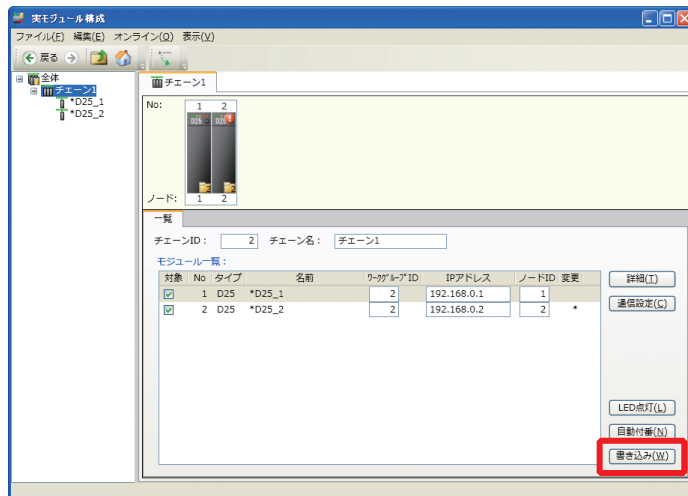 実モジュール構成
ファイル(F) 編集(E) オンライン(O) 表示(V)
戻る
全体
チェーン1
*D25_1
*D25_2
チェーン1
No: 1 2
D25 D25
2 2
ノード: 1 2
一覧
チェーンID： 2 チェーン名： チェーン1
モジュール一覧：
対象 No タイプ 名前 ﾜｰｸｸﾞﾙｰﾌﾟID IPアドレス ノードID 変更
1 D25 *D25_1 2 192.168.0.1 1
2 D25 *D25_2 2 192.168.0.2 2 *
詳細(T)
通信設定(C)
LED点灯(L)
自動付番(N)
書き込み(W)